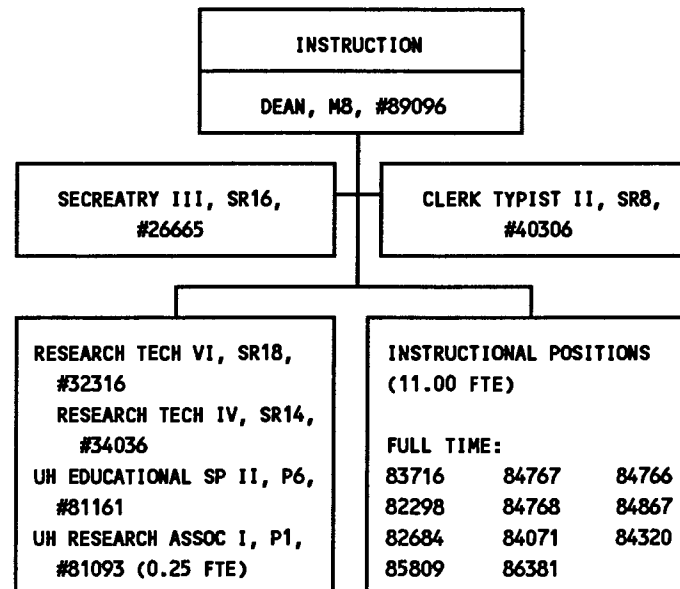 INSTRUCTION
DEAN, M8, #89096
SECREATRY III, SR16,
#26665
CLERK TYPIST II, SR8,
#40306
RESEARCH TECH VI, SR18,
#32316
RESEARCH TECH IV, SR14,
#34036
UH EDUCATIONAL SP II, P6,
#81161
UH RESEARCH ASSOC I, P1,
#81093 (0.25 FTE)
INSTRUCTIONAL POSITIONS
(11.00 FTE)
FULL TIME:
83716 84767 84766
82298 84768 84867
82684 84071 84320
85809 86381